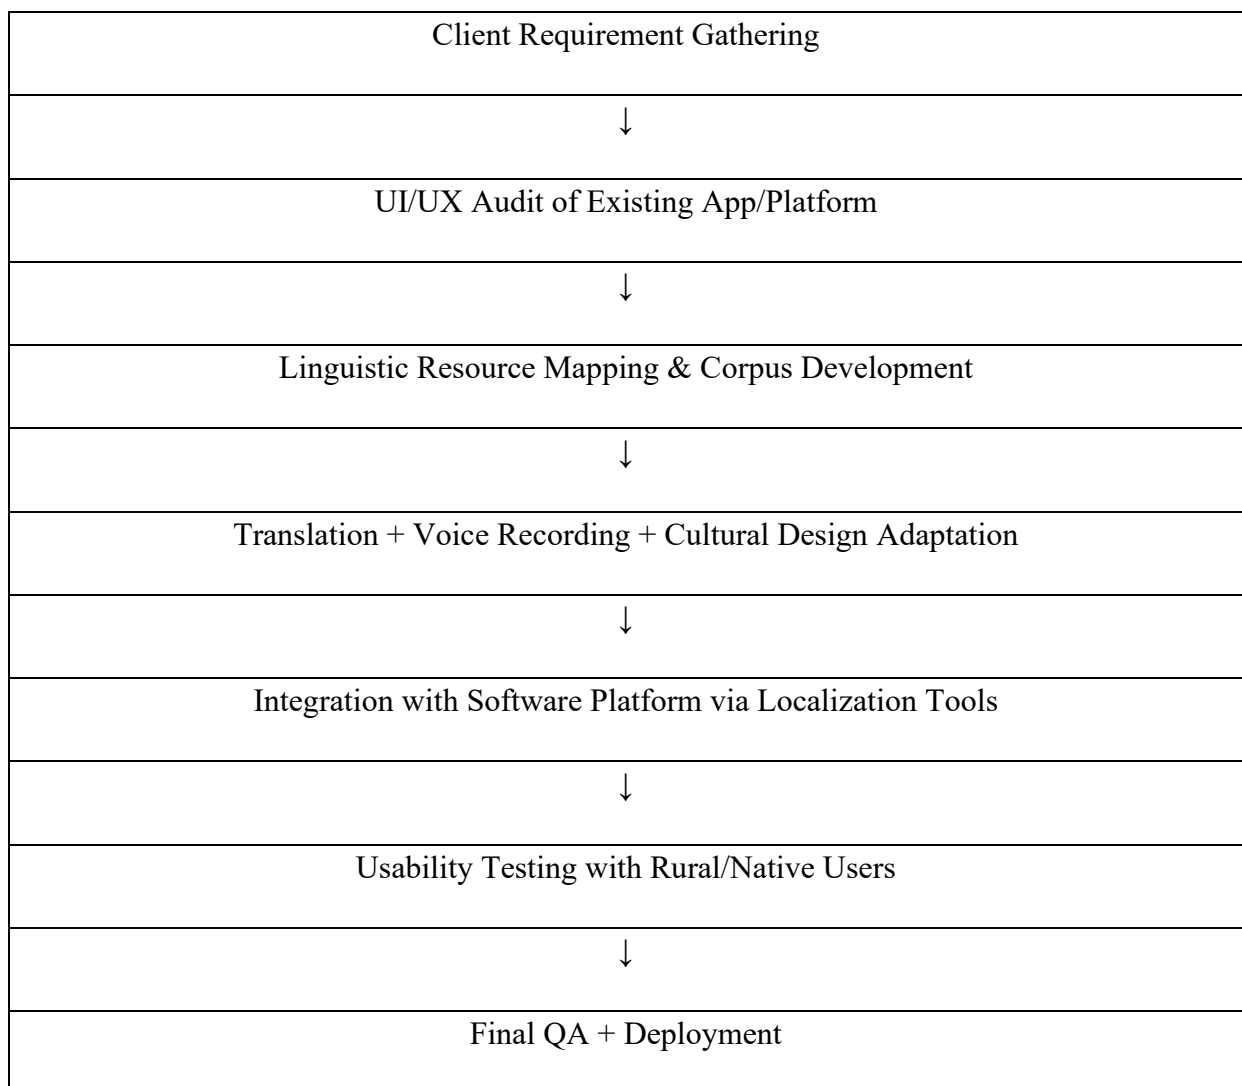 Client Requirement Gathering
↓
UI/UX Audit of Existing App/Platform
↓
Linguistic Resource Mapping & Corpus Development
↓
Translation + Voice Recording + Cultural Design Adaptation
↓
Integration with Software Platform via Localization Tools
↓
Usability Testing with Rural/Native Users
↓
Final QA + Deployment